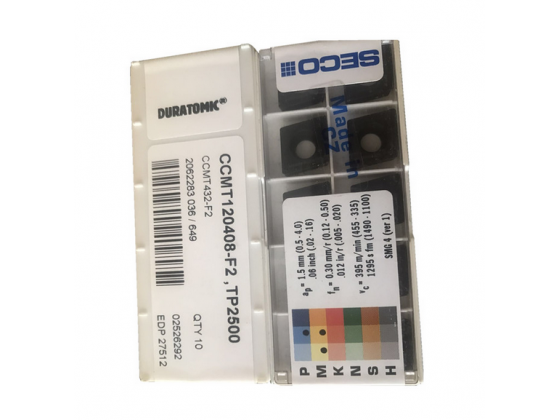 DURATOMIC®
CCMT120408-F2 ,TP2500
CCMT432-F2
2062283 036 / 649
QTY 10
02526292
EDP 27512
SECO
Made in
CZ
SMG 4 (ver.)
ap = 1.5 mm (0.5 - 4.0)
.06 inch (.02 - .16)
fn = 0.30 mm/r (0.12 - 0.50)
.012 in/r (.005 - .020)
vc = 395 m/min (455 - 335)
1295 s fm (1490 - 1100)
P
M
K
N
S
H